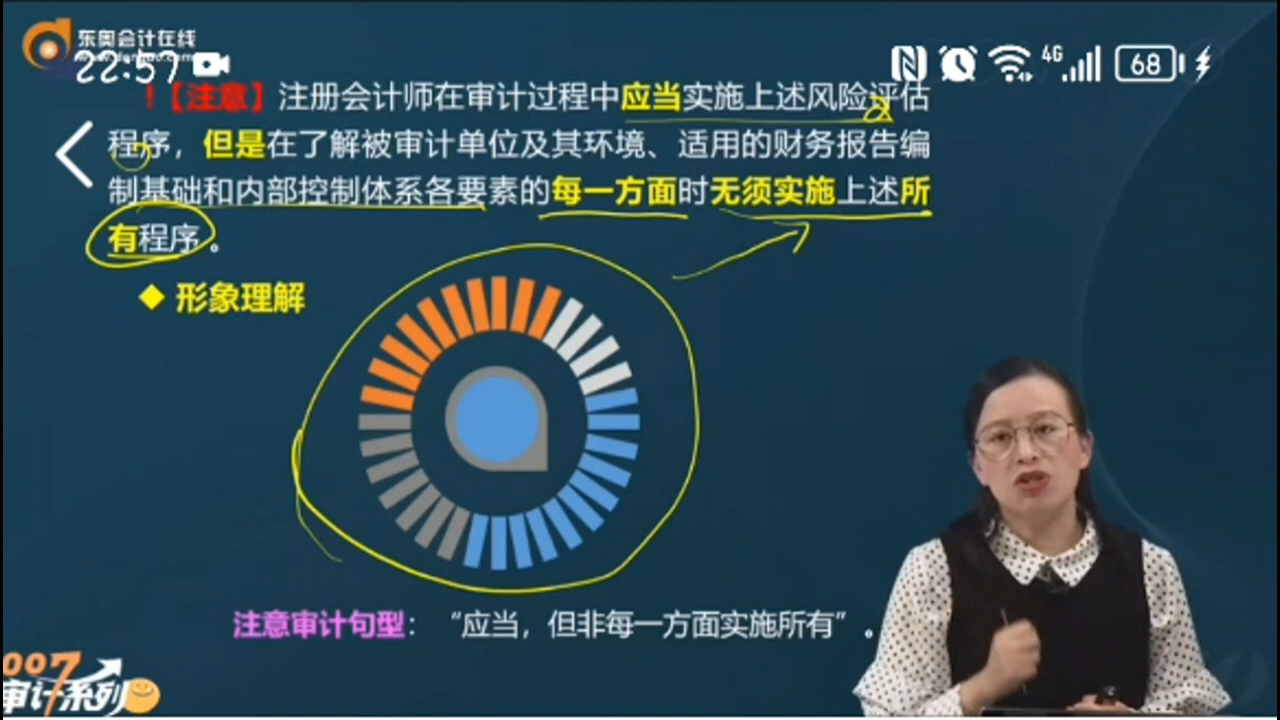 东奥会计在线
22:57
4G
68
！【注意】注册会计师在审计过程中应当实施上述风险评估
程序，但是在了解被审计单位及其环境、适用的财务报告编
制基础和内部控制体系各要素的每一方面时无须实施上述所
有程序。
◆ 形象理解
注意审计句型：“应当，但非每一方面实施所有”。
007
审计系列